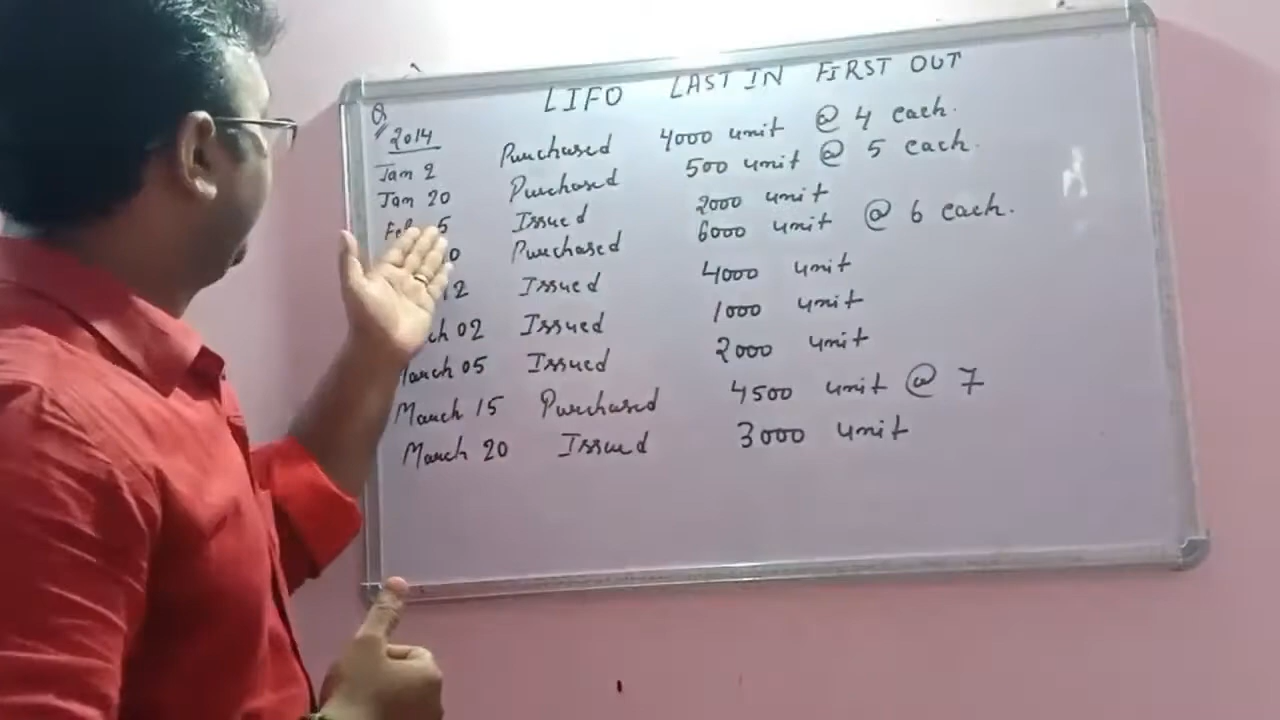 LIFO LAST IN FIRST OUT
Q
2014
Jan 2 Purchased 4000 unit @ 4 each.
Jan 20 Purchased 500 unit @ 5 each.
5 Issued 2000 unit
0 Purchased 6000 unit @ 6 each.
12 Issued 4000 unit
ch 02 Issued 1000 unit
March 05 Issued 2000 unit
March 15 Purchased 4500 unit @ 7
March 20 Issued 3000 unit